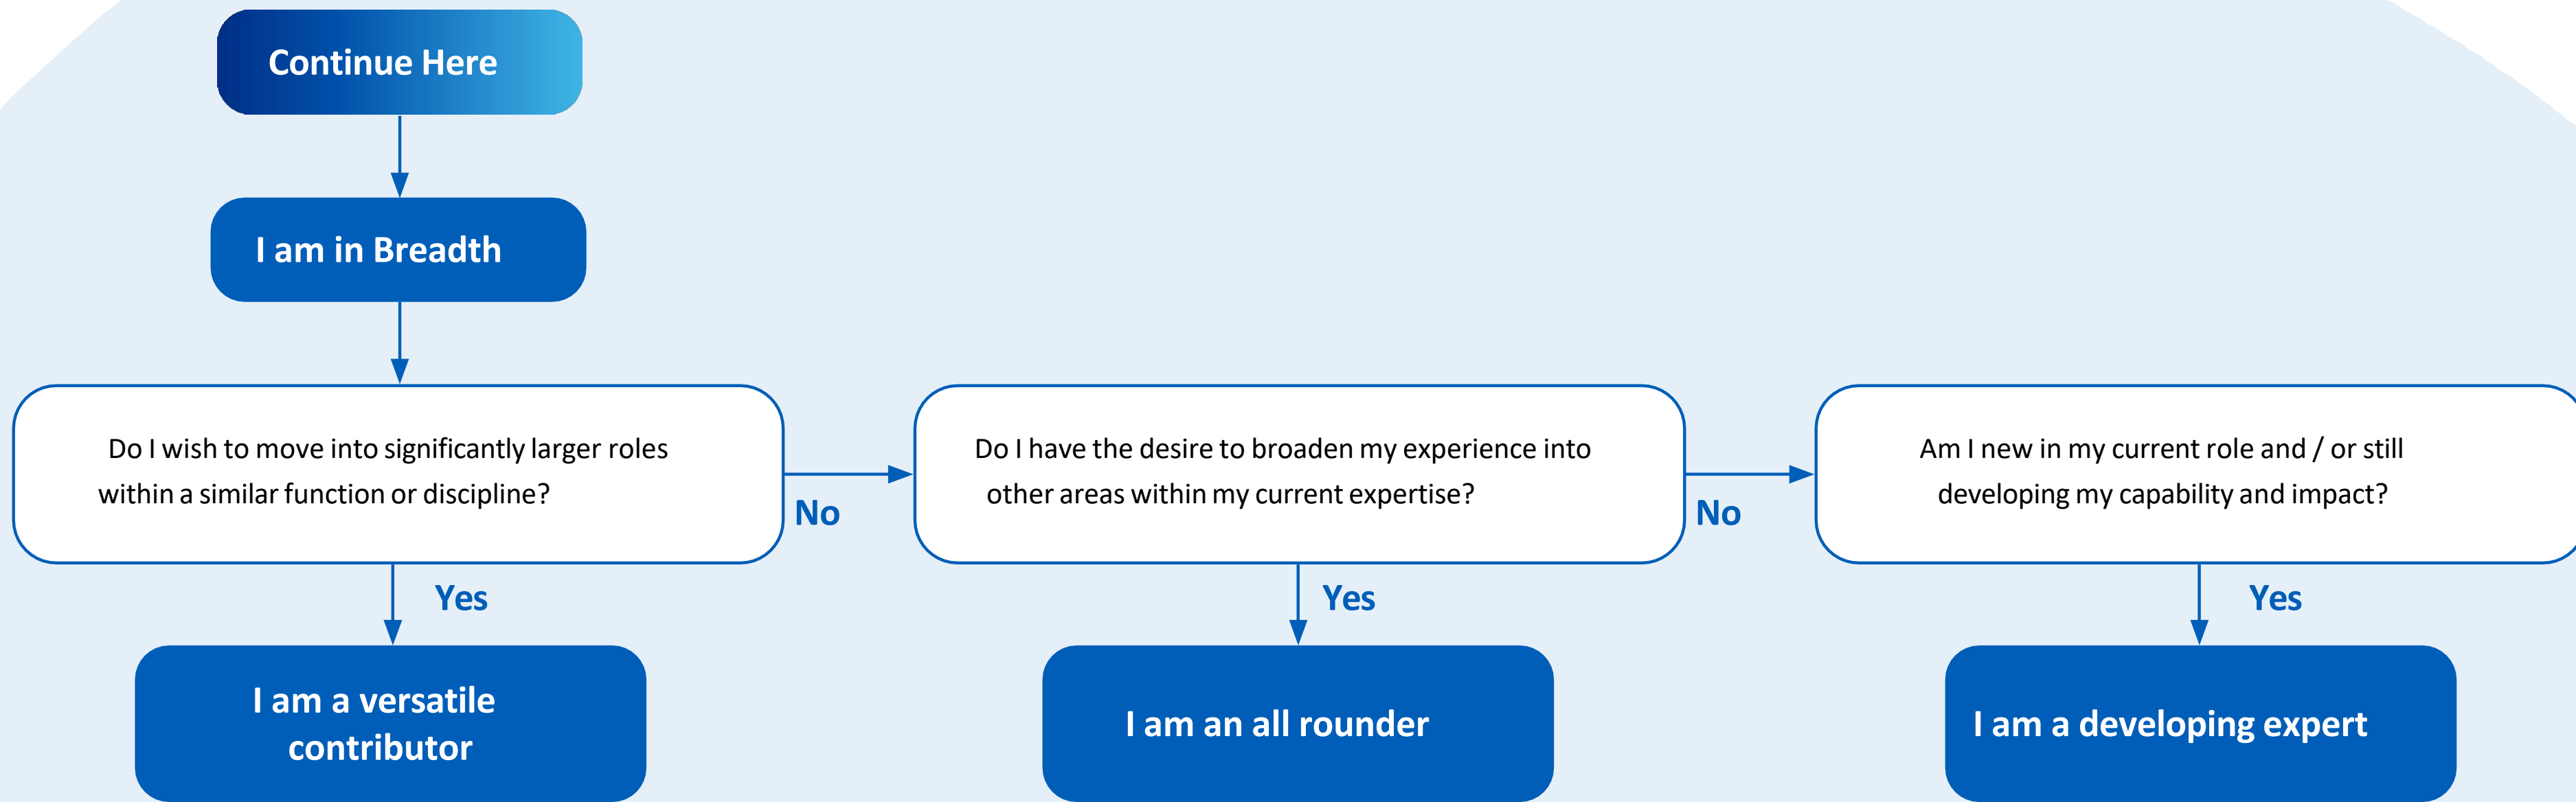 Continue Here
I am in Breadth
Do I wish to move into significantly larger roles
within a similar function or discipline?
No
Do I have the desire to broaden my experience into
other areas within my current expertise?
No
Am I new in my current role and / or still
developing my capability and impact?
Yes
Yes
Yes
I am a versatile
contributor
I am an all rounder
I am a developing expert